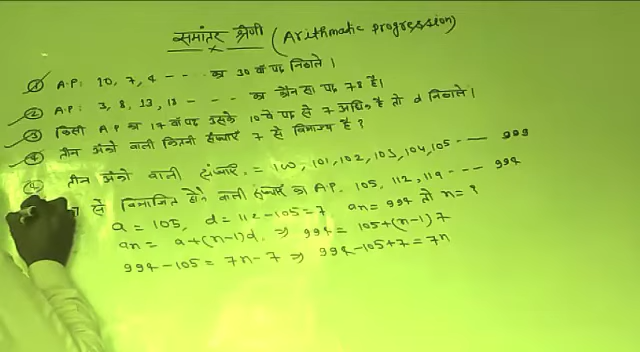 समांतर श्रेणी (Arithmatic progression)
① A.P: 10, 7, 4 - - - का 30 वाँ पद निकाले ।
② A.P: 3, 8, 13, 18 - - - का कौन सा पद 78 है।
③ किसी A.P का 17 वाँ पद उसके 10 वे पद से 7 अधिक है तो d निकाले ।
④ तीन अंको वाली कितनी संख्याएँ 7 से विभाज्य है ?
④ तीन अंको वाली संख्याएँ = 100, 101, 102, 103, 104, 105 - - - 999
से विभाजित होने वाली संख्याएँ का A.P. 105, 112, 119 - - - 994
a = 105, d = 112 - 105 = 7, an = 994 तो n = ?
an = a+(n-1)d. ⇒ 994 = 105+(n-1) 7
994 - 105 = 7n - 7 ⇒ 994 - 105 + 7 = 7n